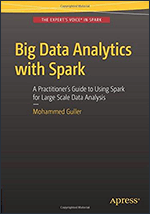 THE EXPERT'S VOICE® IN SPARK
Big Data Analytics
with Spark
A Practitioner's Guide to Using Spark
for Large Scale Data Analysis
Mohammed Guller
Apress®